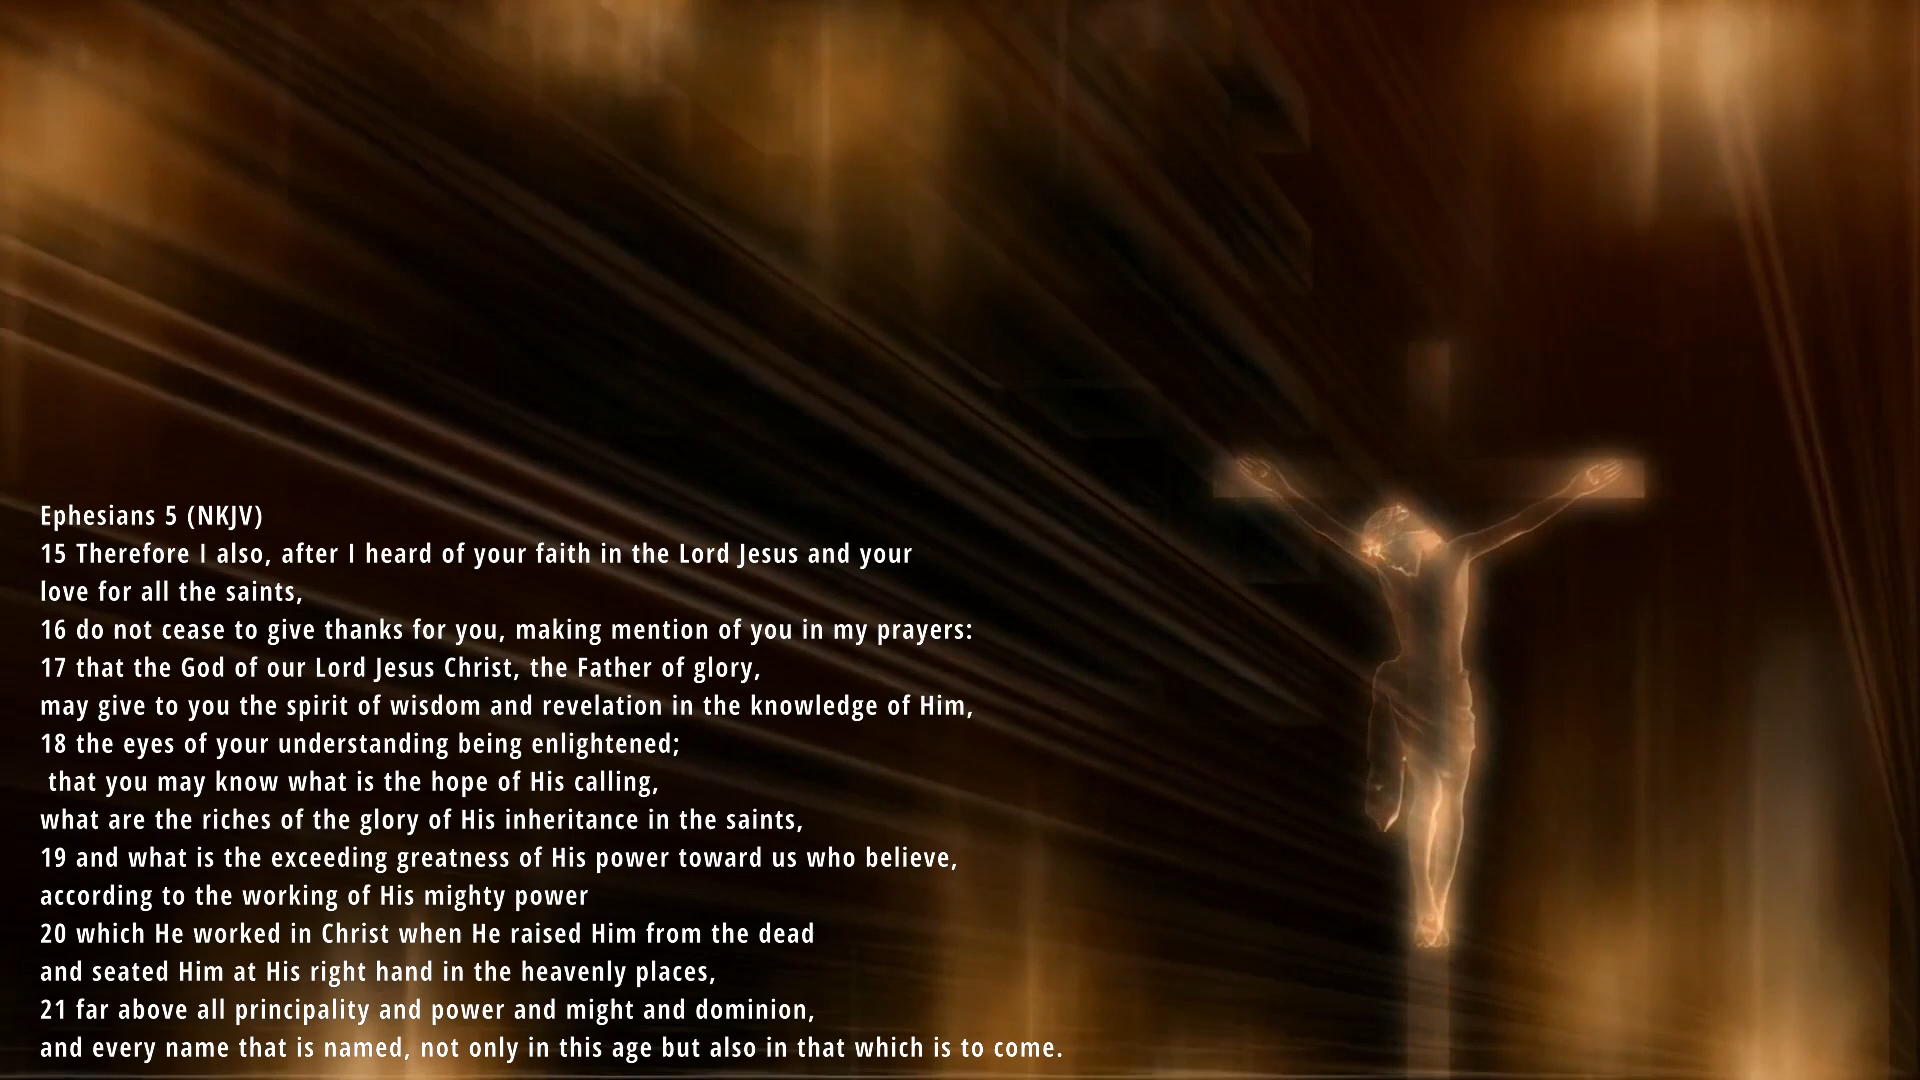 Ephesians 5 (NKJV)
15 Therefore I also, after I heard of your faith in the Lord Jesus and your
love for all the saints,
16 do not cease to give thanks for you, making mention of you in my prayers:
17 that the God of our Lord Jesus Christ, the Father of glory,
may give to you the spirit of wisdom and revelation in the knowledge of Him,
18 the eyes of your understanding being enlightened;
that you may know what is the hope of His calling,
what are the riches of the glory of His inheritance in the saints,
19 and what is the exceeding greatness of His power toward us who believe,
according to the working of His mighty power
20 which He worked in Christ when He raised Him from the dead
and seated Him at His right hand in the heavenly places,
21 far above all principality and power and might and dominion,
and every name that is named, not only in this age but also in that which is to come.